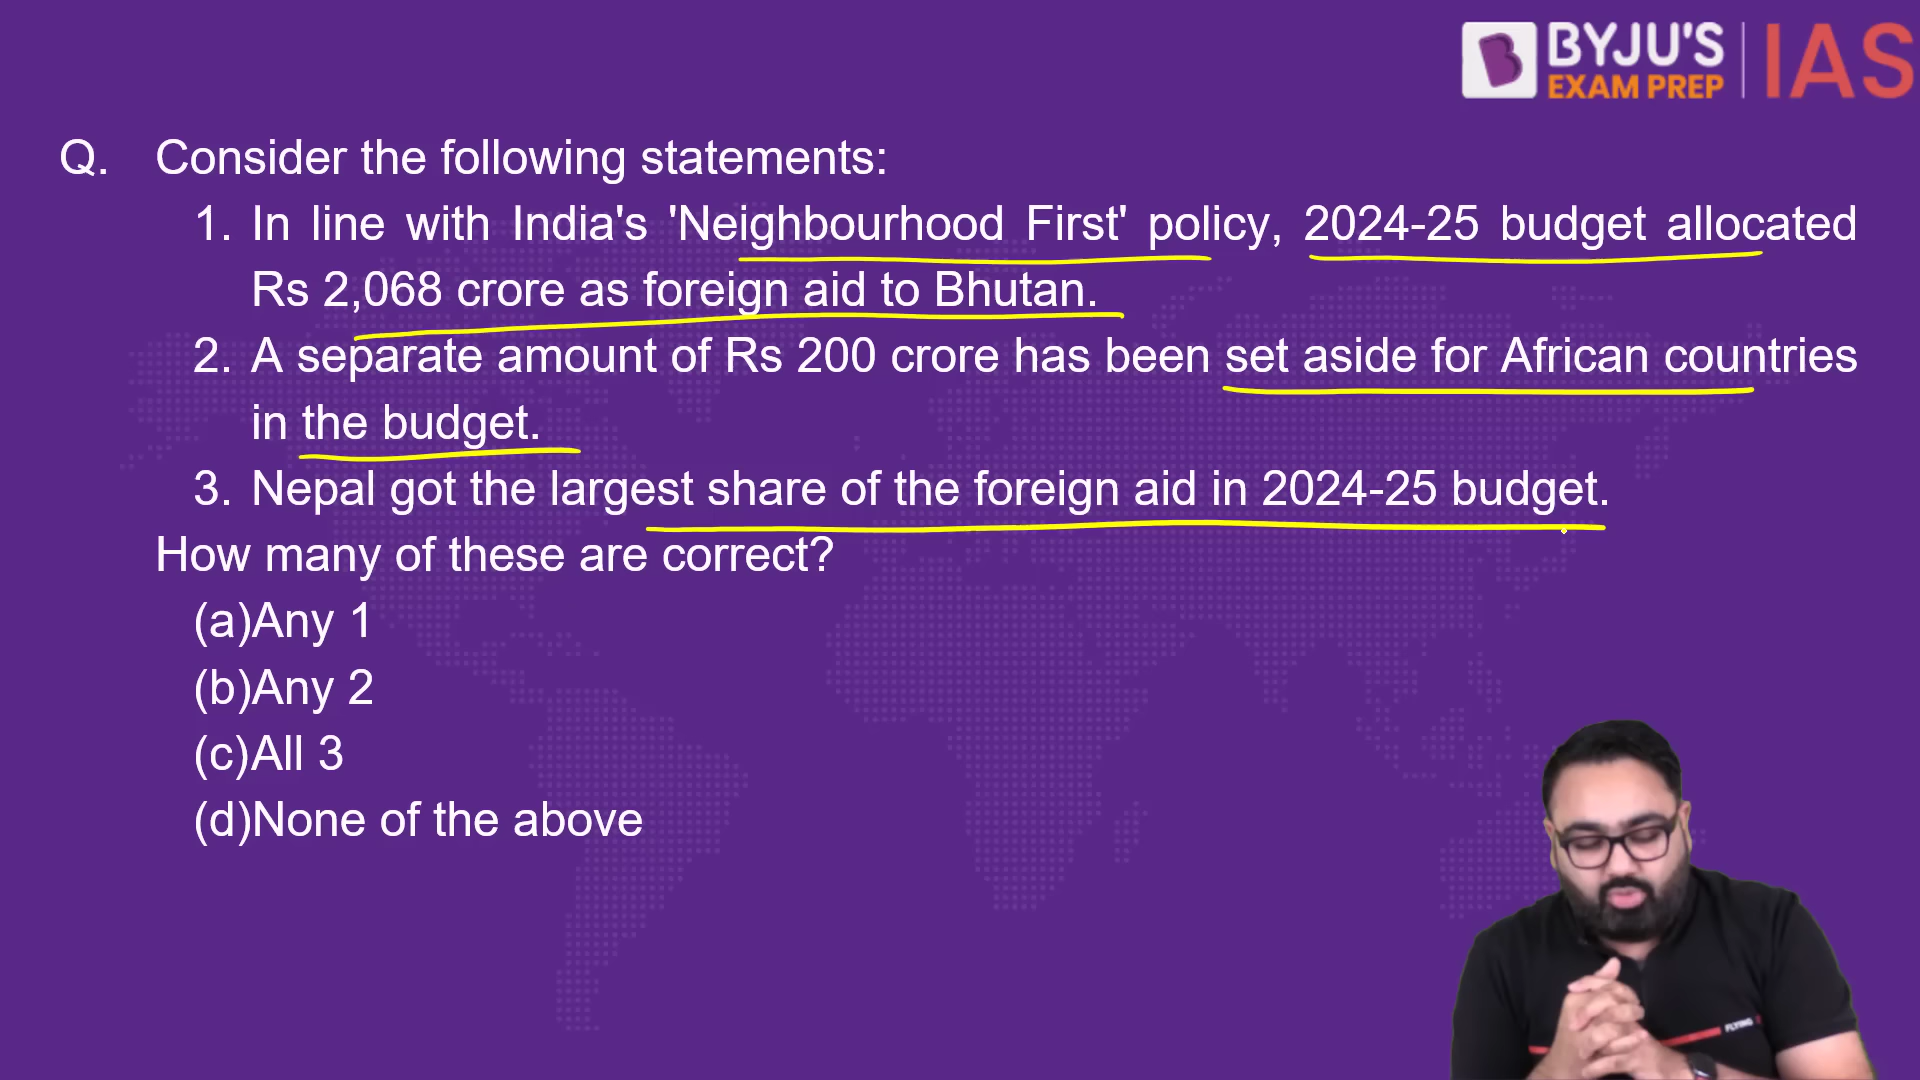 BYJU'S
EXAM PREP
IAS
Q. Consider the following statements:
1. In line with India's 'Neighbourhood First' policy, 2024-25 budget allocated
Rs 2,068 crore as foreign aid to Bhutan.
2. A separate amount of Rs 200 crore has been set aside for African countries
in the budget.
3. Nepal got the largest share of the foreign aid in 2024-25 budget.
How many of these are correct?
(a)Any 1
(b)Any 2
(c)All 3
(d)None of the above
FLYING